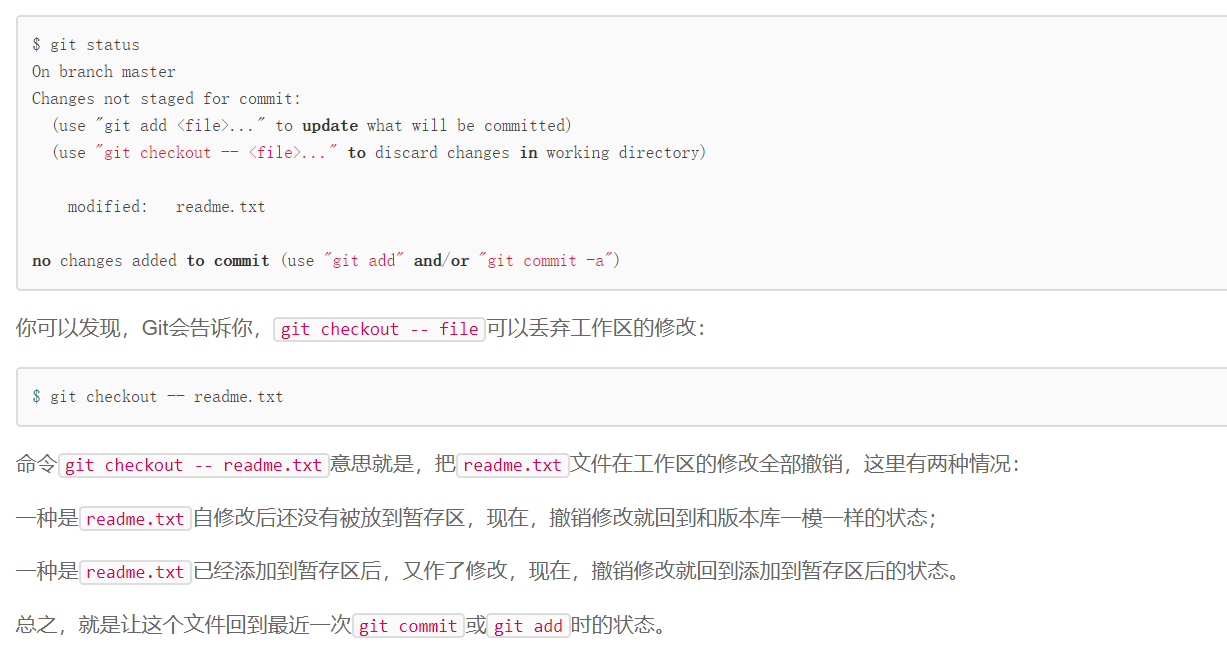 $ git status
On branch master
Changes not staged for commit:
  (use "git add <file>..." to update what will be committed)
  (use "git checkout -- <file>..." to discard changes in working directory)
    modified:   readme.txt
no changes added to commit (use "git add" and/or "git commit -a")
你可以发现，Git会告诉你，git checkout -- file可以丢弃工作区的修改：
$ git checkout -- readme.txt
命令git checkout -- readme.txt意思就是，把readme.txt文件在工作区的修改全部撤销，这里有两种情况：
一种是readme.txt自修改后还没有被放到暂存区，现在，撤销修改就回到和版本库一模一样的状态；
一种是readme.txt已经添加到暂存区后，又作了修改，现在，撤销修改就回到添加到暂存区后的状态。
总之，就是让这个文件回到最近一次git commit或git add时的状态。